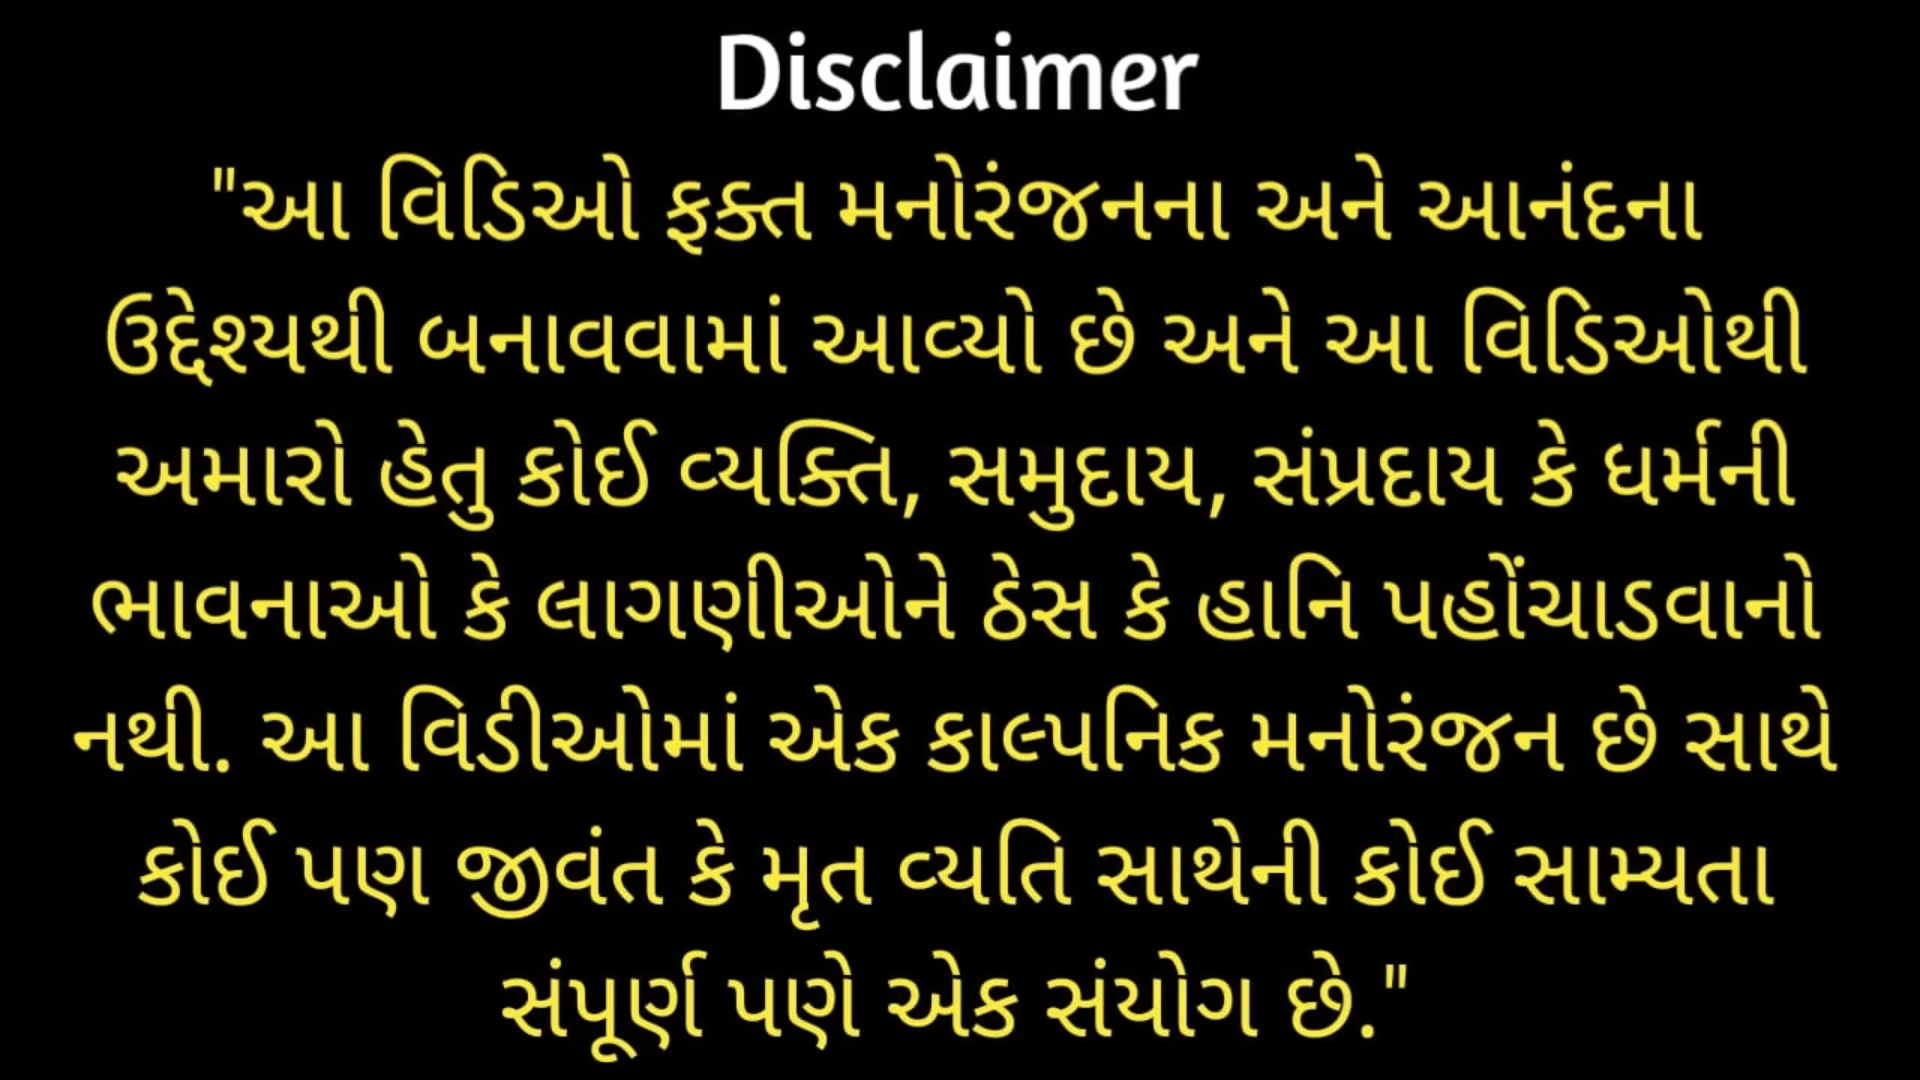 Disclaimer
"આ વિડિઓ ફક્ત મનોરંજનના અને આનંદના
ઉદ્દેશ્યથી બનાવવામાં આવ્યો છે અને આ વિડિઓથી
અમારો હેતુ કોઈ વ્યક્તિ, સમુદાય, સંપ્રદાય કે ધર્મની
ભાવનાઓ કે લાગણીઓને ઠેસ કે હાનિ પહોંચાડવાનો
નથી. આ વિડીઓમાં એક કાલ્પનિક મનોરંજન છે સાથે
કોઈ પણ જીવંત કે મૃત વ્યતિ સાથેની કોઈ સામ્યતા
સંપૂર્ણ પણે એક સંયોગ છે."